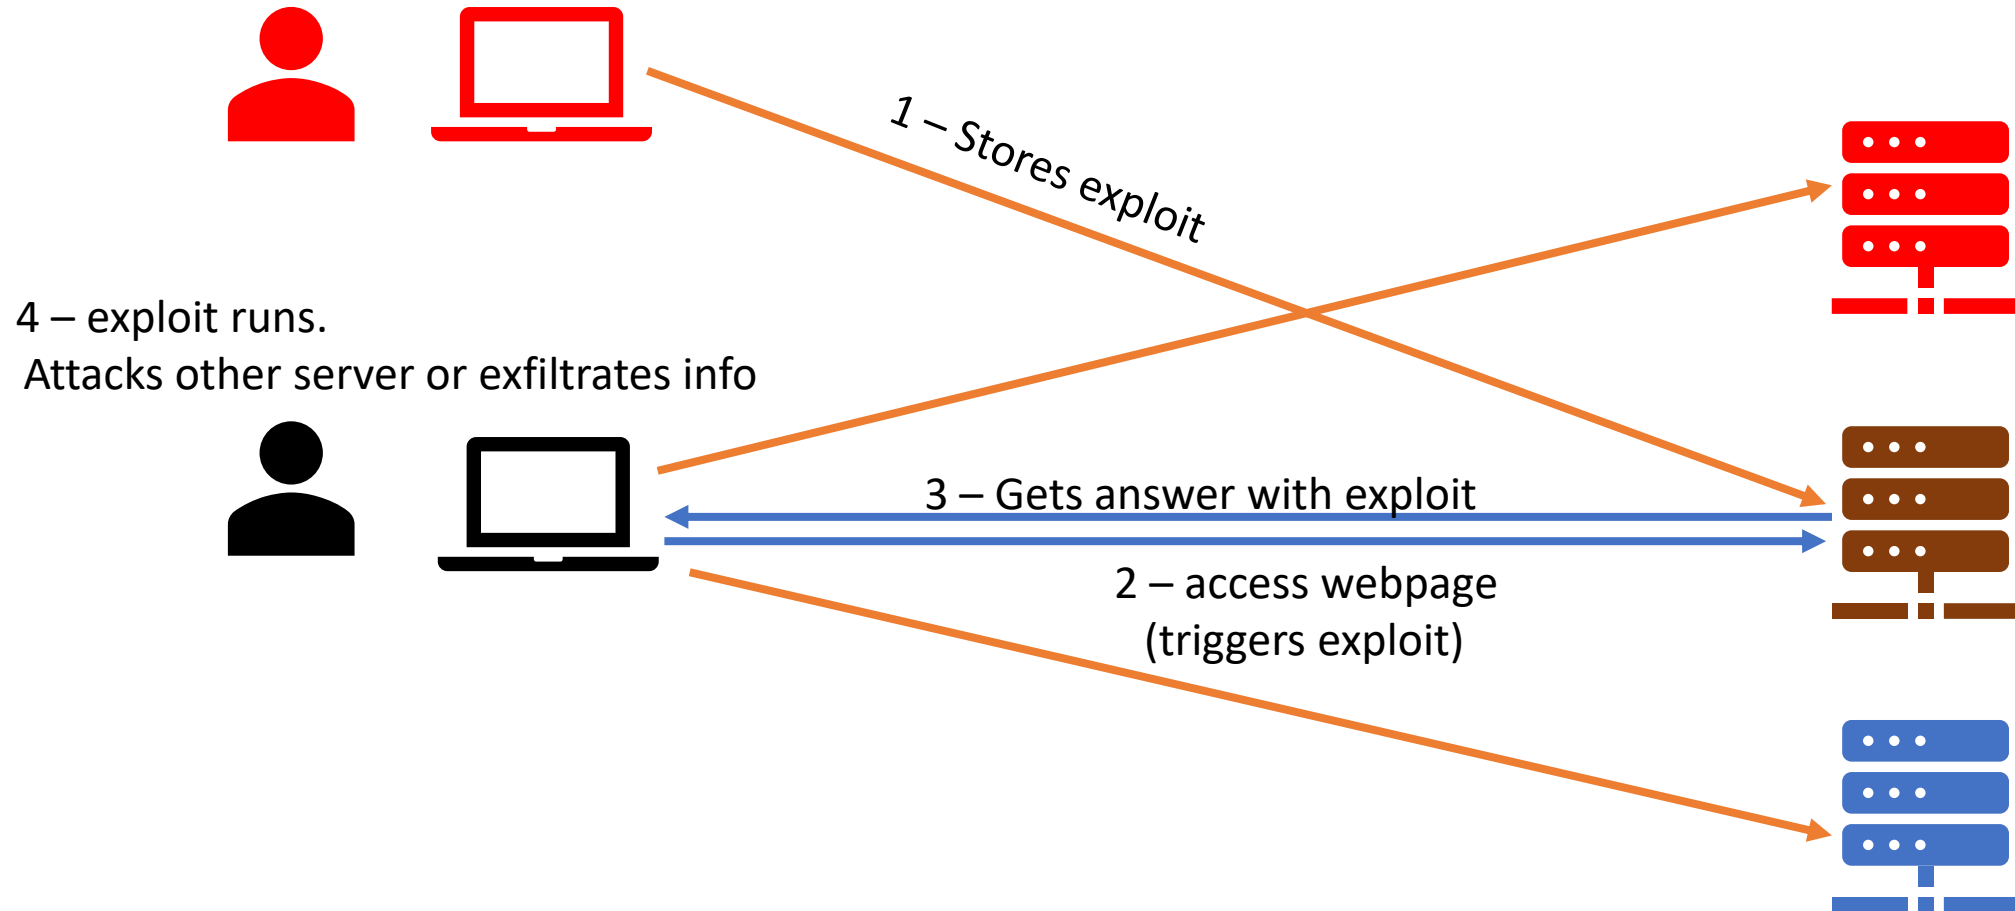 1 – Stores exploit
4 – exploit runs.
Attacks other server or exfiltrates info
3 – Gets answer with exploit
2 – access webpage
(triggers exploit)